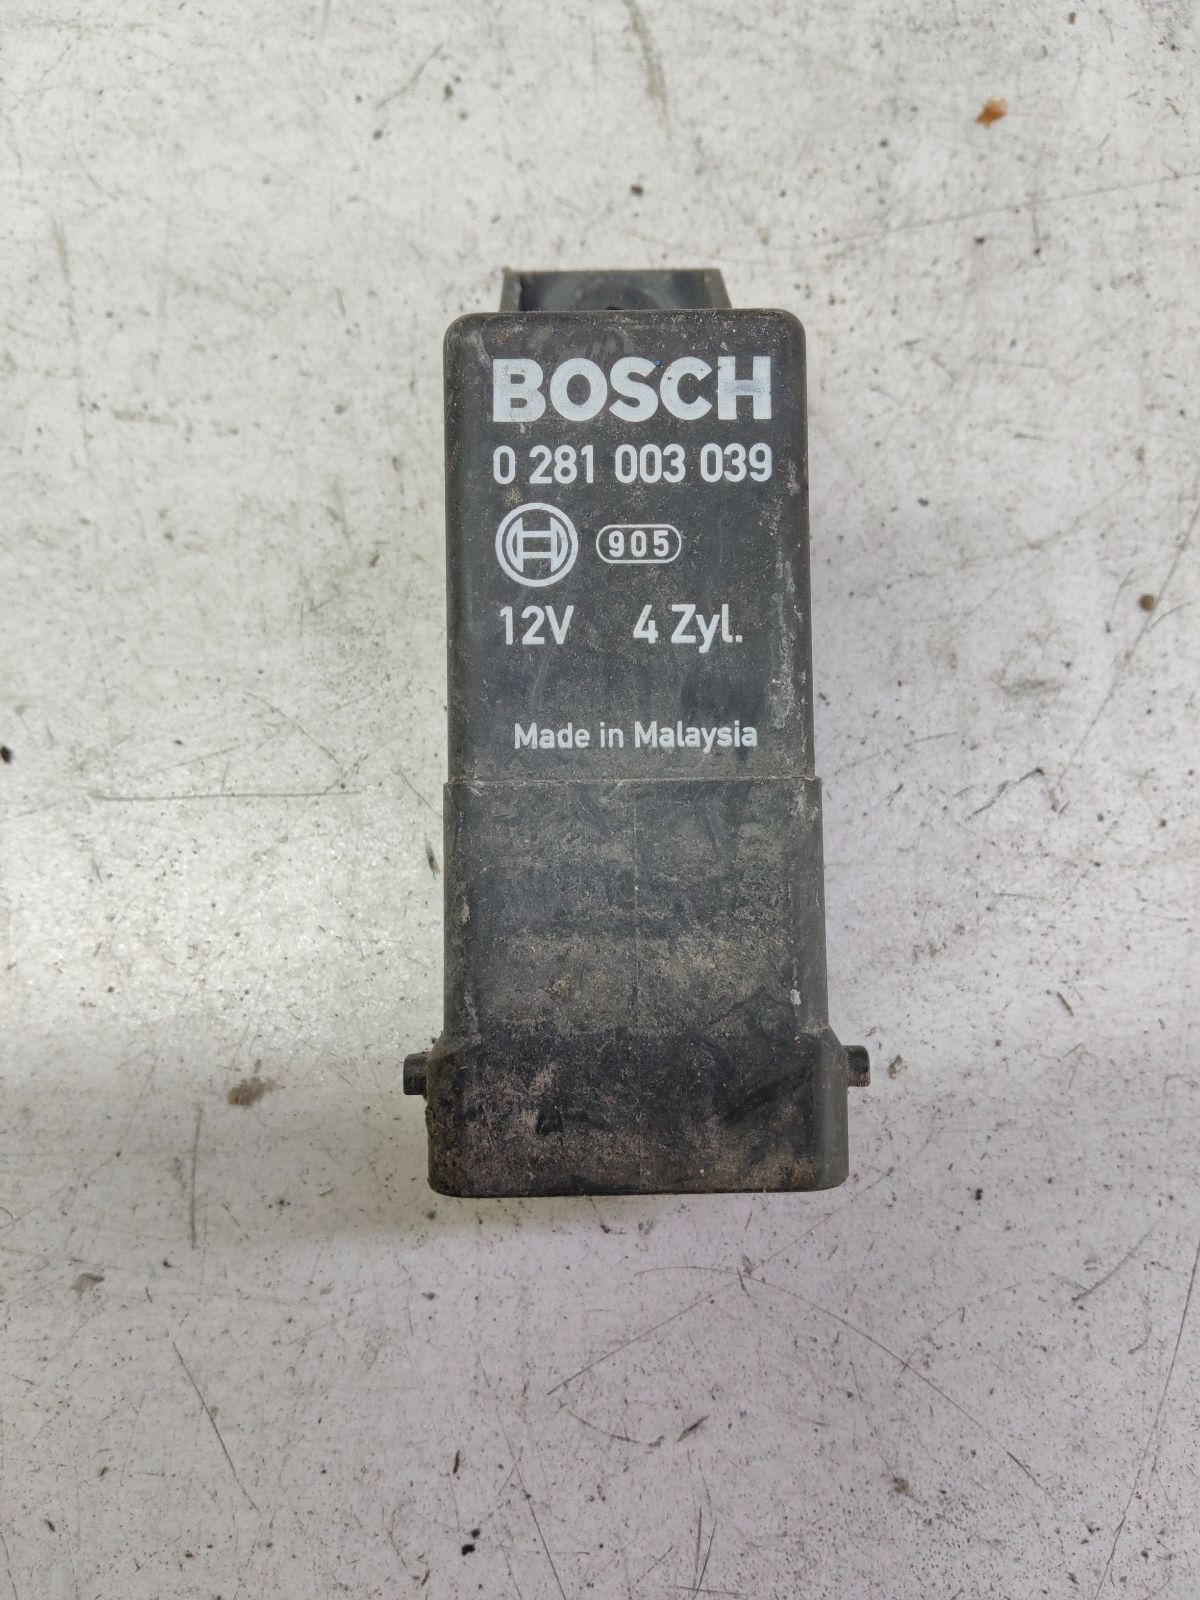 BOSCH
0 281 003 039
905
12V 4 Zyl.
Made in Malaysia